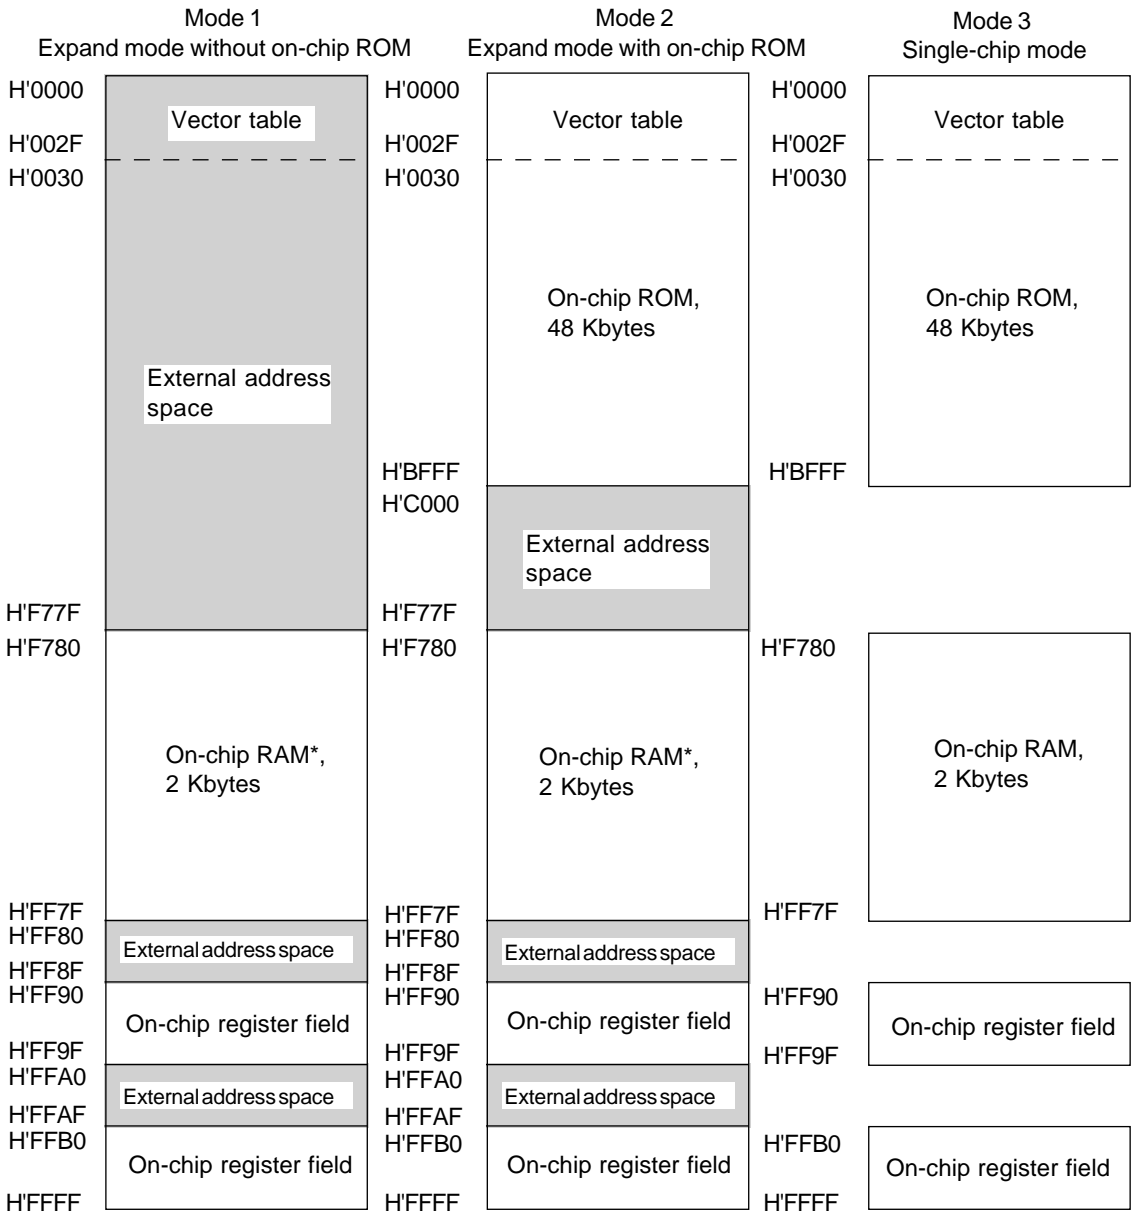 Mode 1
Expand mode without on-chip ROM
H'0000
Vector table
H'002F
H'0030
External address
space
H'F77F
H'F780
On-chip RAM*,
2 Kbytes
H'FF7F
H'FF80
External address space
H'FF8F
H'FF90
On-chip register field
H'FF9F
H'FFA0
External address space
H'FFAF
H'FFB0
On-chip register field
H'FFFF
Mode 2
Expand mode with on-chip ROM
H'0000
Vector table
H'002F
H'0030
On-chip ROM,
48 Kbytes
H'BFFF
H'C000
External address
space
H'F77F
H'F780
On-chip RAM*,
2 Kbytes
H'FF7F
H'FF80
External address space
H'FF8F
H'FF90
On-chip register field
H'FF9F
H'FFA0
External address space
H'FFAF
H'FFB0
On-chip register field
H'FFFF
Mode 3
Single-chip mode
H'0000
Vector table
H'002F
H'0030
On-chip ROM,
48 Kbytes
H'BFFF
H'F780
On-chip RAM,
2 Kbytes
H'FF7F
H'FF90
On-chip register field
H'FF9F
H'FFB0
On-chip register field
H'FFFF